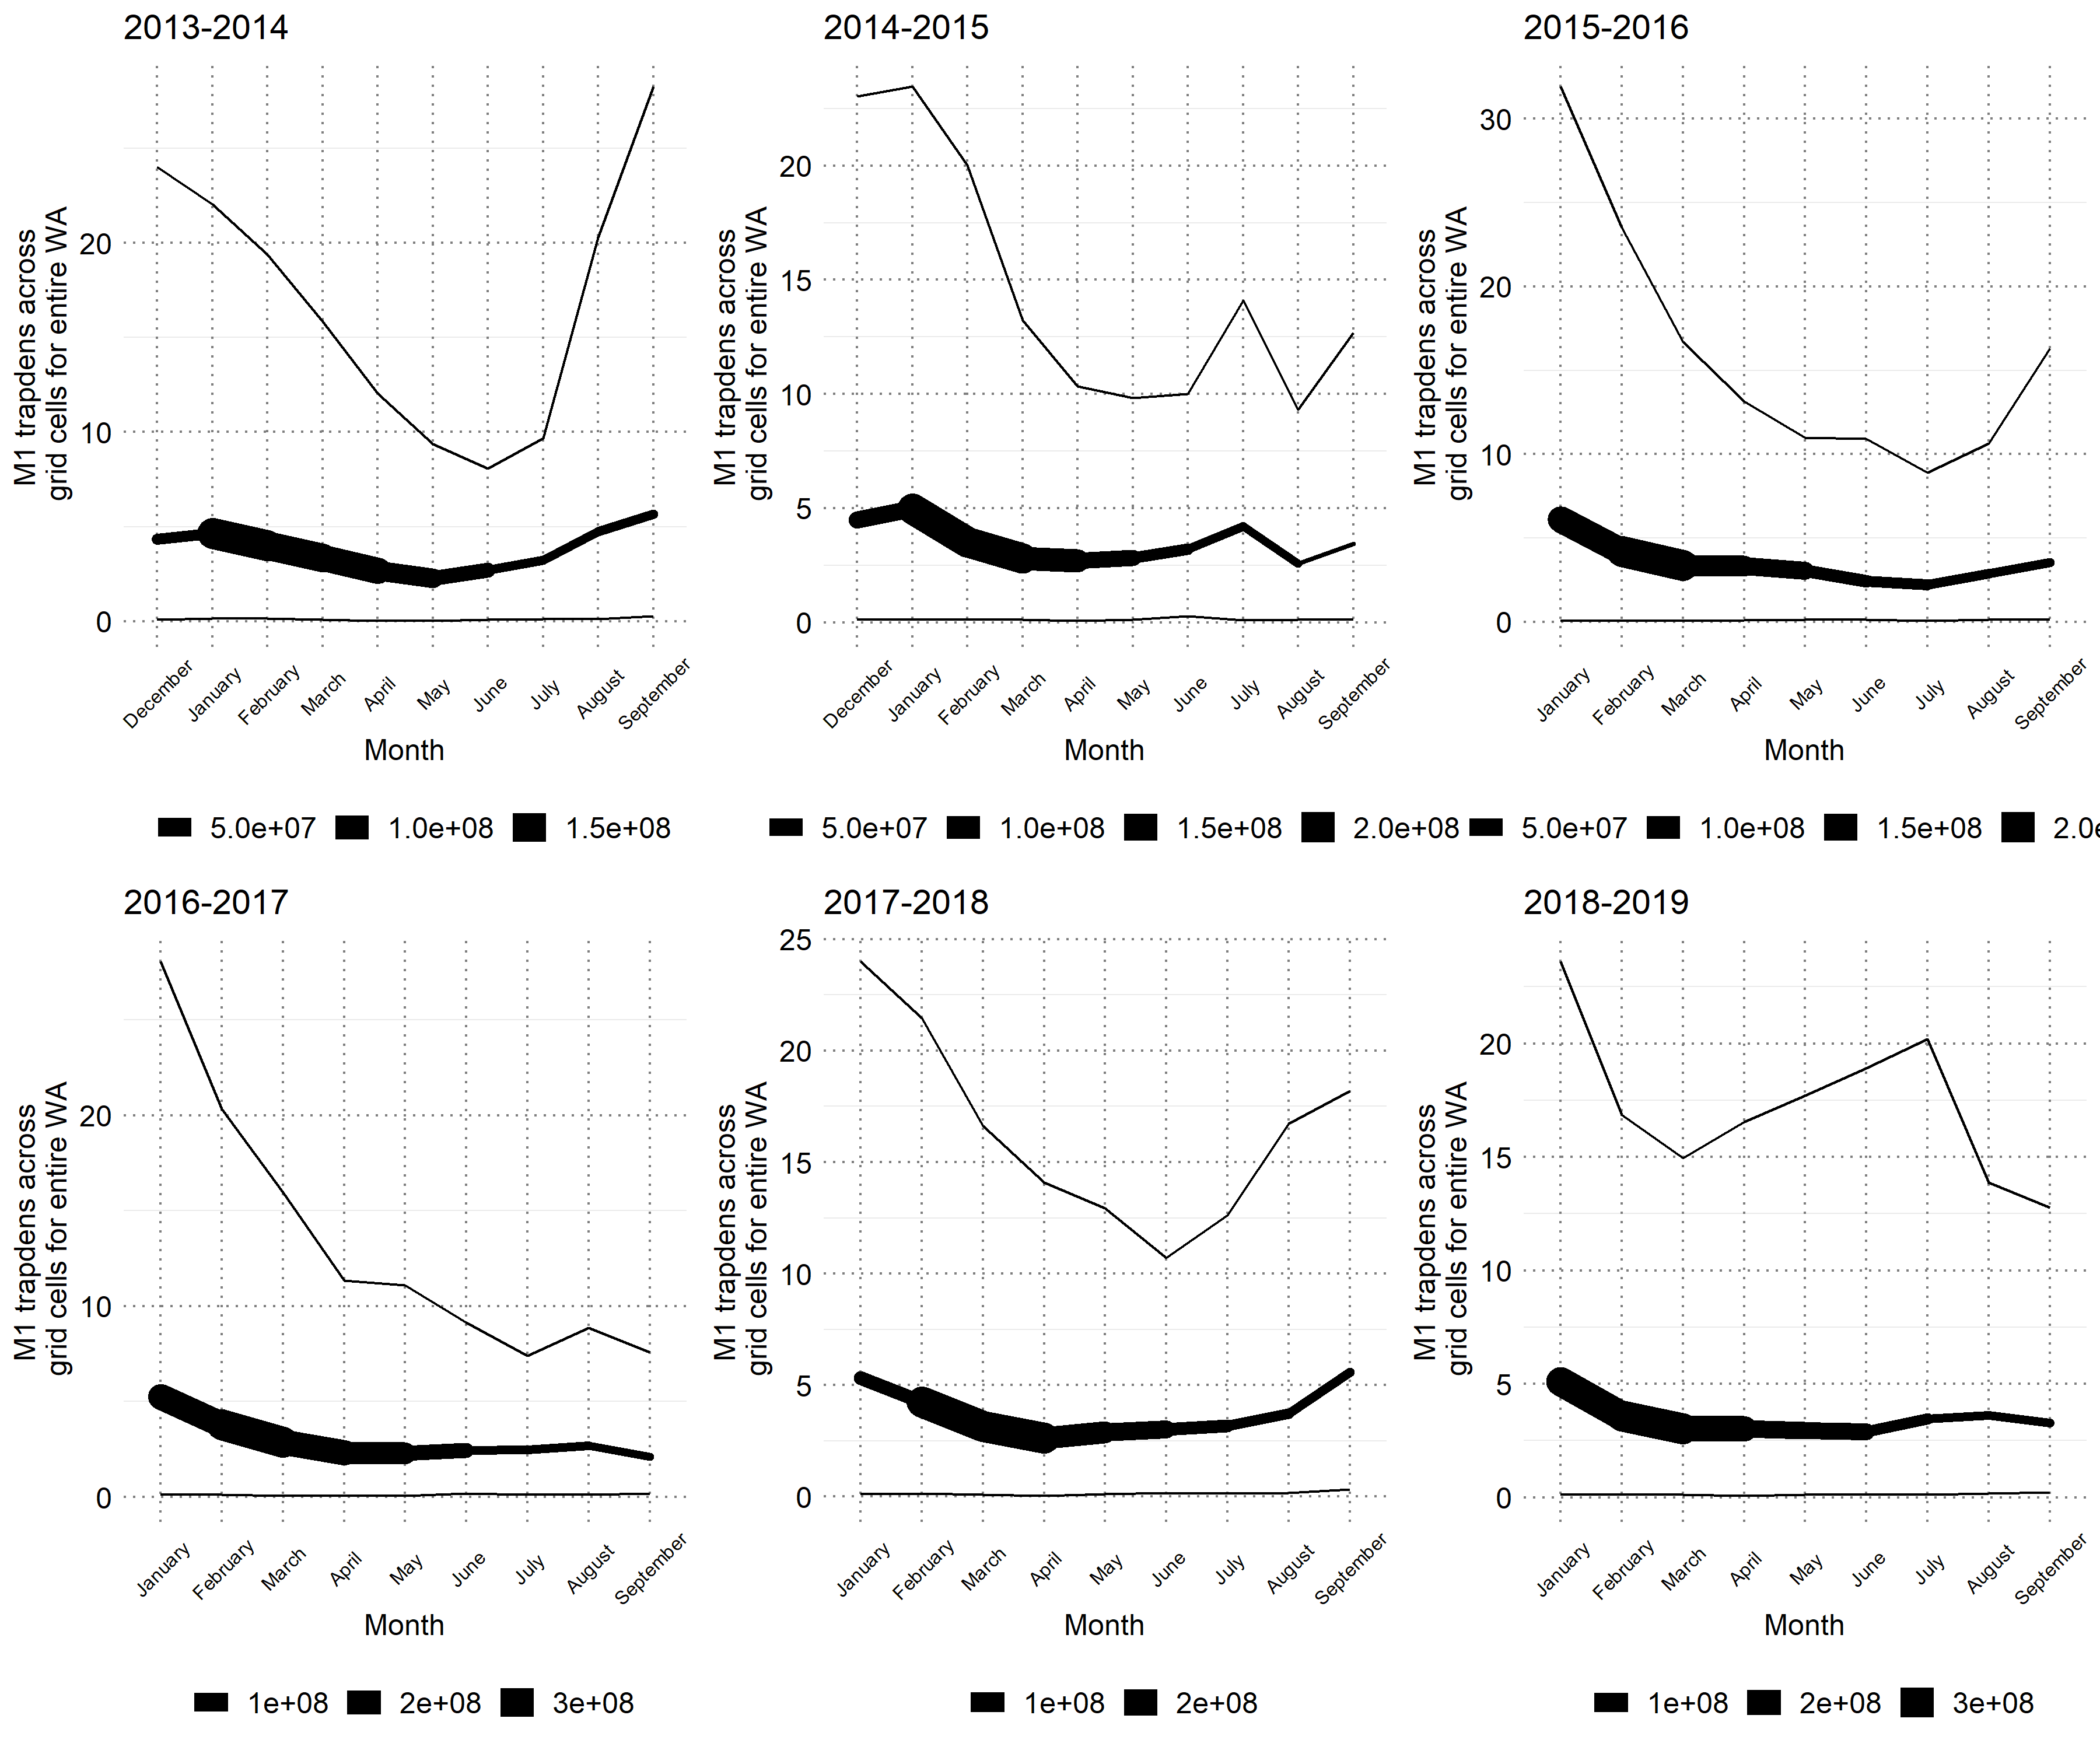 2013-2014
M1 trapdens across
grid cells for entire WA
20
10
0
December
January
February
March
April
May
June
July
August
September
Month
5.0e+07 1.0e+08 1.5e+08
2014-2015
M1 trapdens across
grid cells for entire WA
20
15
10
5
0
December
January
February
March
April
May
June
July
August
September
Month
5.0e+07 1.0e+08 1.5e+08 2.0e+08
2015-2016
M1 trapdens across
grid cells for entire WA
30
20
10
0
January
February
March
April
May
June
July
August
September
Month
5.0e+07 1.0e+08 1.5e+08
2016-2017
M1 trapdens across
grid cells for entire WA
20
10
0
January
February
March
April
May
June
July
August
September
Month
1e+08 2e+08 3e+08
2017-2018
M1 trapdens across
grid cells for entire WA
25
20
15
10
5
0
January
February
March
April
May
June
July
August
September
Month
1e+08 2e+08
2018-2019
M1 trapdens across
grid cells for entire WA
20
15
10
5
0
January
February
March
April
May
June
July
August
September
Month
1e+08 2e+08 3e+08